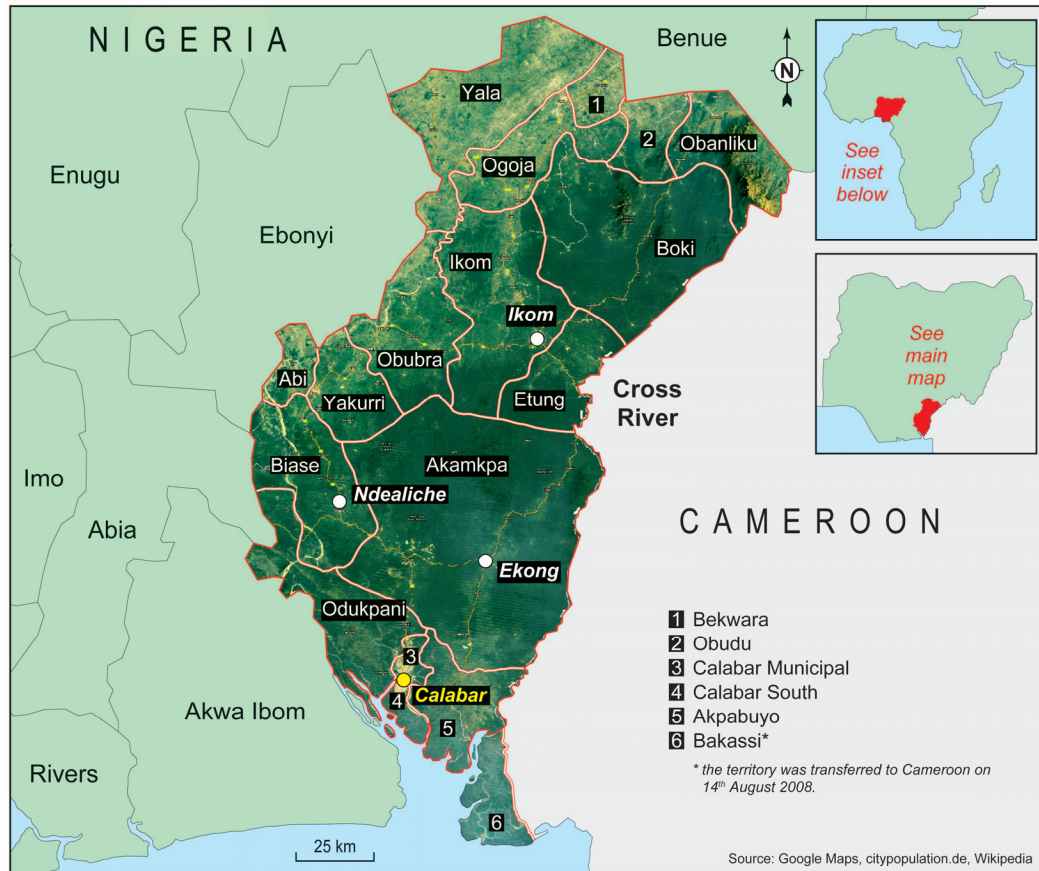 NIGERIA
Benue
N
Yala
1
2
Obanliku
Ogoja
Enugu
Ebonyi
Ikom
Boki
Ikom
Obubra
Abi
Yakurri
Etung
Cross
River
Biase
Akamkpa
Imo
Ndealiche
Abia
CAMEROON
Ekong
Odukpani
3
Calabar
4
5
Akwa Ibom
Rivers
6
25 km
See
inset
below
See
main
map
1 Bekwara
2 Obudu
3 Calabar Municipal
4 Calabar South
5 Akpabuyo
6 Bakassi*
* the territory was transferred to Cameroon on
14th August 2008.
Source: Google Maps, citypopulation.de, Wikipedia